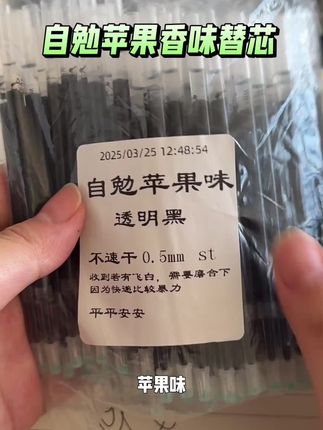 自勉苹果香味替芯
2025/03/25 12:48:54
自勉苹果味
透明黑
不速干 0.5mm st
收到若有飞白，需要磨合下
因为快递比较暴力
平平安安
苹果味